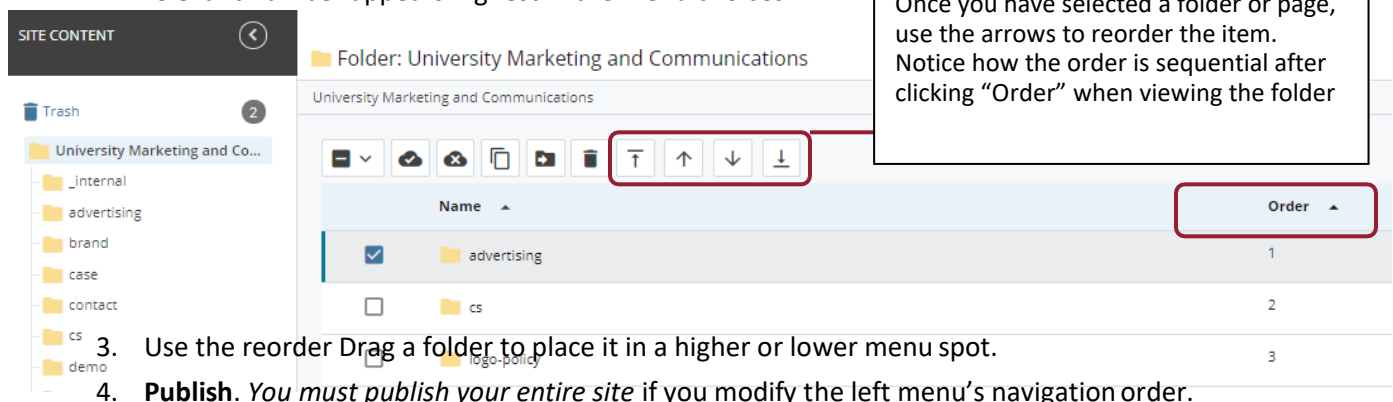 Once you have selected a folder or page,
use the arrows to reorder the item.
Notice how the order is sequential after
clicking “Order” when viewing the folder
SITE CONTENT
Folder: University Marketing and Communications
University Marketing and Communications
Trash 2
University Marketing and Co...
_internal
advertising
brand
case
contact
cs
demo
Name Order
advertising 1
cs 2
logo-policy 3
3. Use the reorder Drag a folder to place it in a higher or lower menu spot.
4. Publish. You must publish your entire site if you modify the left menu’s navigation order.